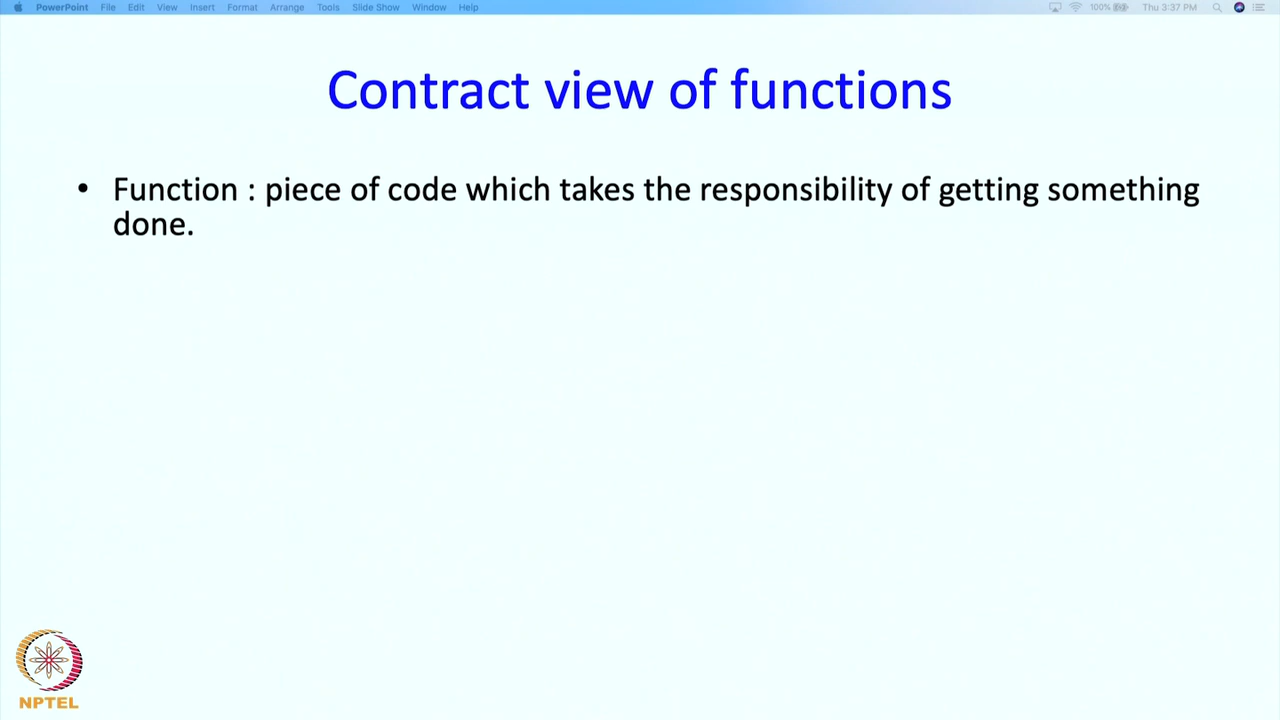 PowerPoint File Edit View Insert Format Arrange Tools Slide Show Window Help 100% Thu 3:37 PM
Contract view of functions
• Function : piece of code which takes the responsibility of getting something
done.
NPTEL